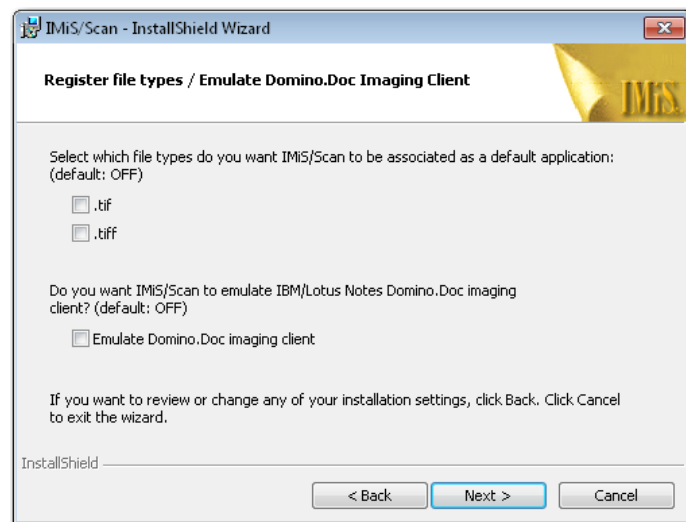 IMiS/Scan - InstallShield Wizard
Register file types / Emulate Domino.Doc Imaging Client
IMiS
Select which file types do you want IMiS/Scan to be associated as a default application:
(default: OFF)
.tif
.tiff
Do you want IMiS/Scan to emulate IBM/Lotus Notes Domino.Doc imaging
client? (default: OFF)
Emulate Domino.Doc imaging client
If you want to review or change any of your installation settings, click Back. Click Cancel
to exit the wizard.
InstallShield
< Back Next > Cancel